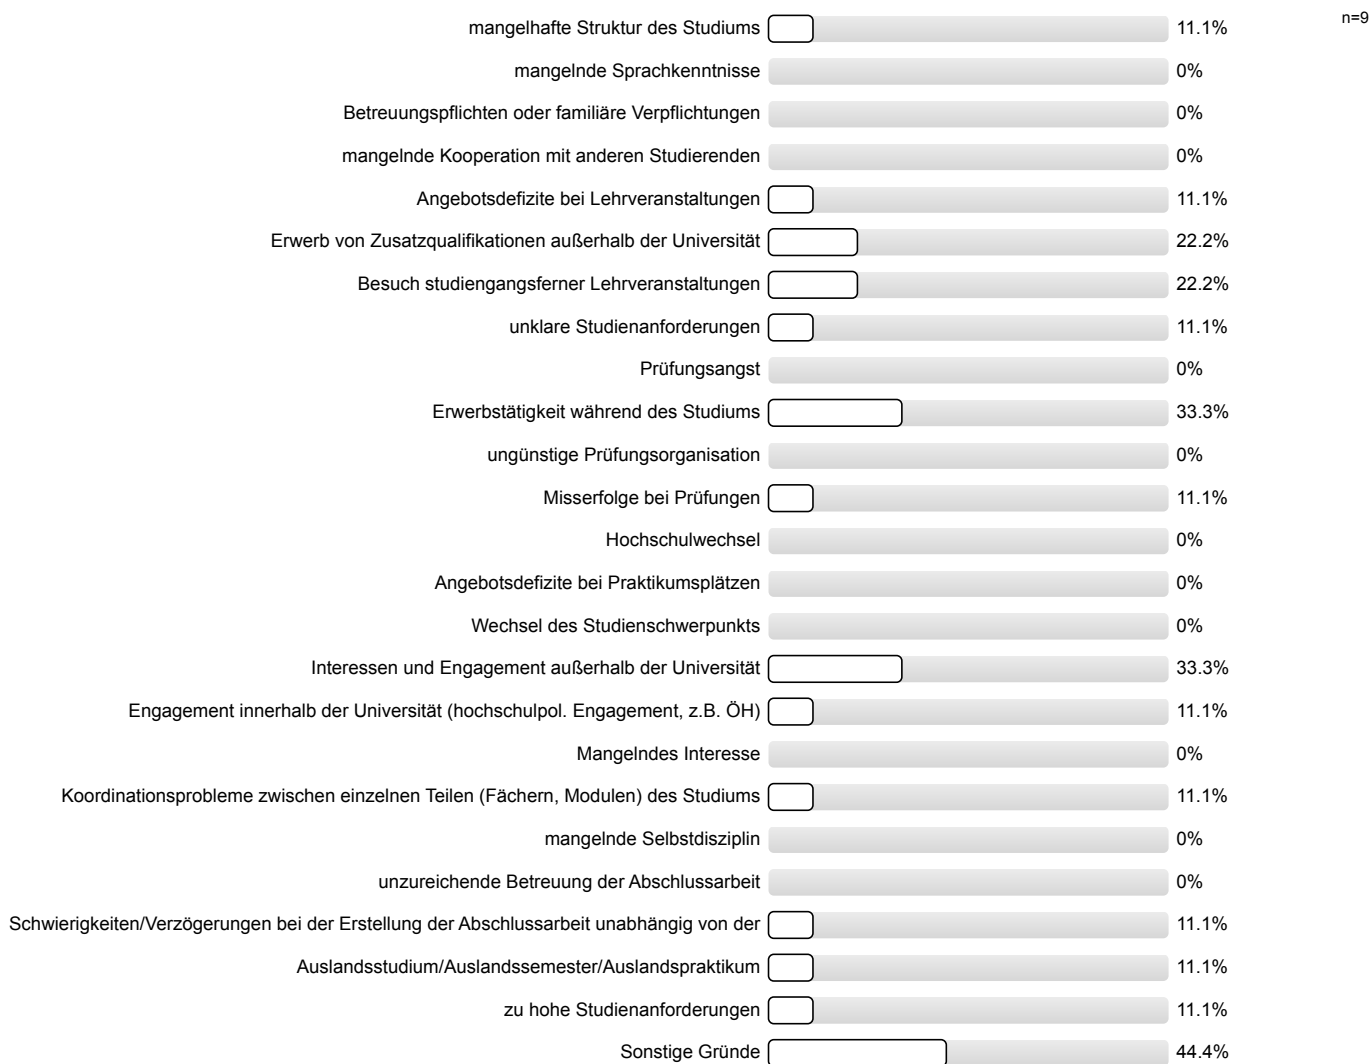 n=9
mangelhafte Struktur des Studiums 11.1%
mangelnde Sprachkenntnisse 0%
Betreuungspflichten oder familiäre Verpflichtungen 0%
mangelnde Kooperation mit anderen Studierenden 0%
Angebotsdefizite bei Lehrveranstaltungen 11.1%
Erwerb von Zusatzqualifikationen außerhalb der Universität 22.2%
Besuch studiengangsferner Lehrveranstaltungen 22.2%
unklare Studienanforderungen 11.1%
Prüfungsangst 0%
Erwerbstätigkeit während des Studiums 33.3%
ungünstige Prüfungsorganisation 0%
Misserfolge bei Prüfungen 11.1%
Hochschulwechsel 0%
Angebotsdefizite bei Praktikumsplätzen 0%
Wechsel des Studienschwerpunkts 0%
Interessen und Engagement außerhalb der Universität 33.3%
Engagement innerhalb der Universität (hochschulpol. Engagement, z.B. ÖH) 11.1%
Mangelndes Interesse 0%
Koordinationsprobleme zwischen einzelnen Teilen (Fächern, Modulen) des Studiums 11.1%
mangelnde Selbstdisziplin 0%
unzureichende Betreuung der Abschlussarbeit 0%
Schwierigkeiten/Verzögerungen bei der Erstellung der Abschlussarbeit unabhängig von der 11.1%
Auslandsstudium/Auslandssemester/Auslandspraktikum 11.1%
zu hohe Studienanforderungen 11.1%
Sonstige Gründe 44.4%